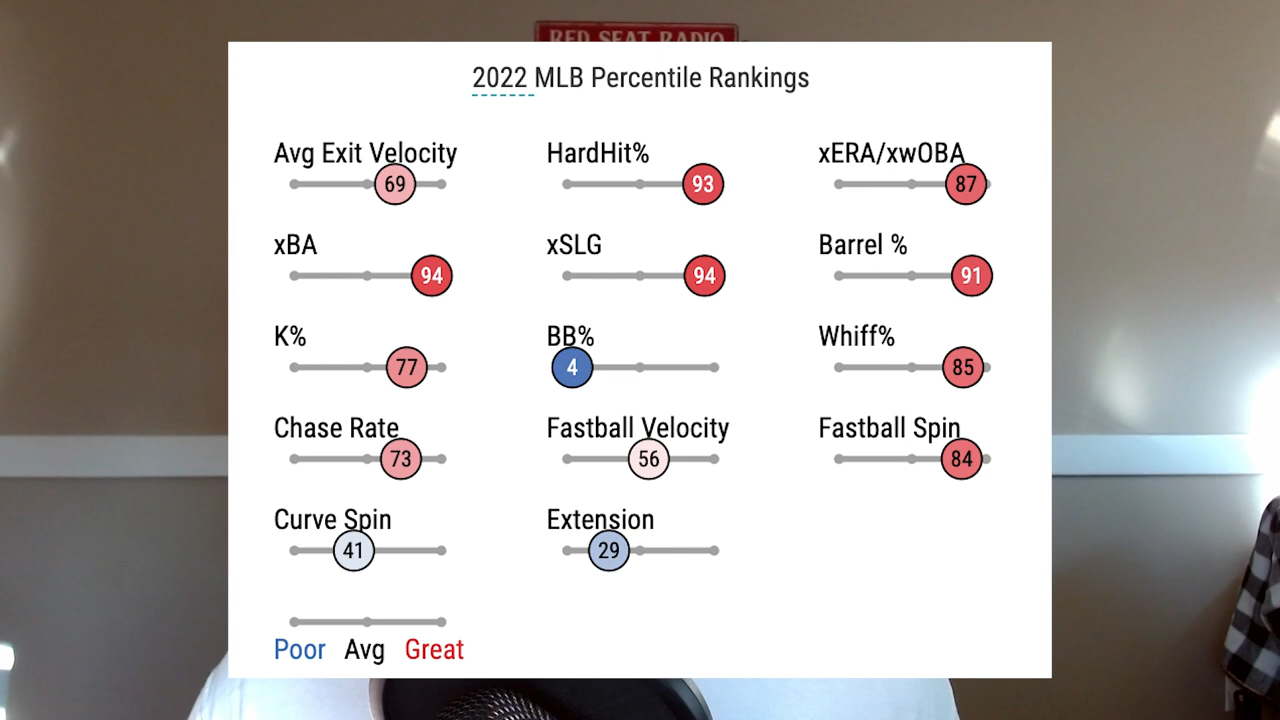 RED SEAT RADIO
2022 MLB Percentile Rankings
Avg Exit Velocity HardHit% xERA/xwOBA
69 93 87
xBA xSLG Barrel %
94 94 91
K% BB% Whiff%
77 4 85
Chase Rate Fastball Velocity Fastball Spin
73 56 84
Curve Spin Extension
41 29
Poor Avg Great